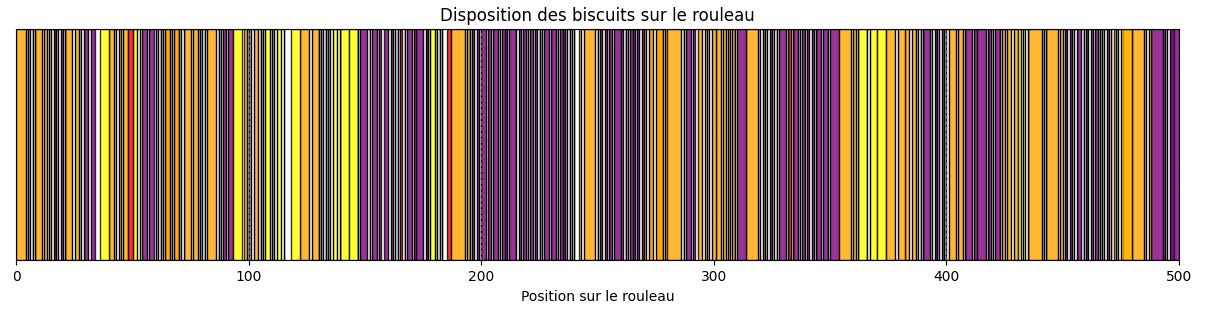 Disposition des biscuits sur le rouleau
0 100 200 300 400 500
Position sur le rouleau